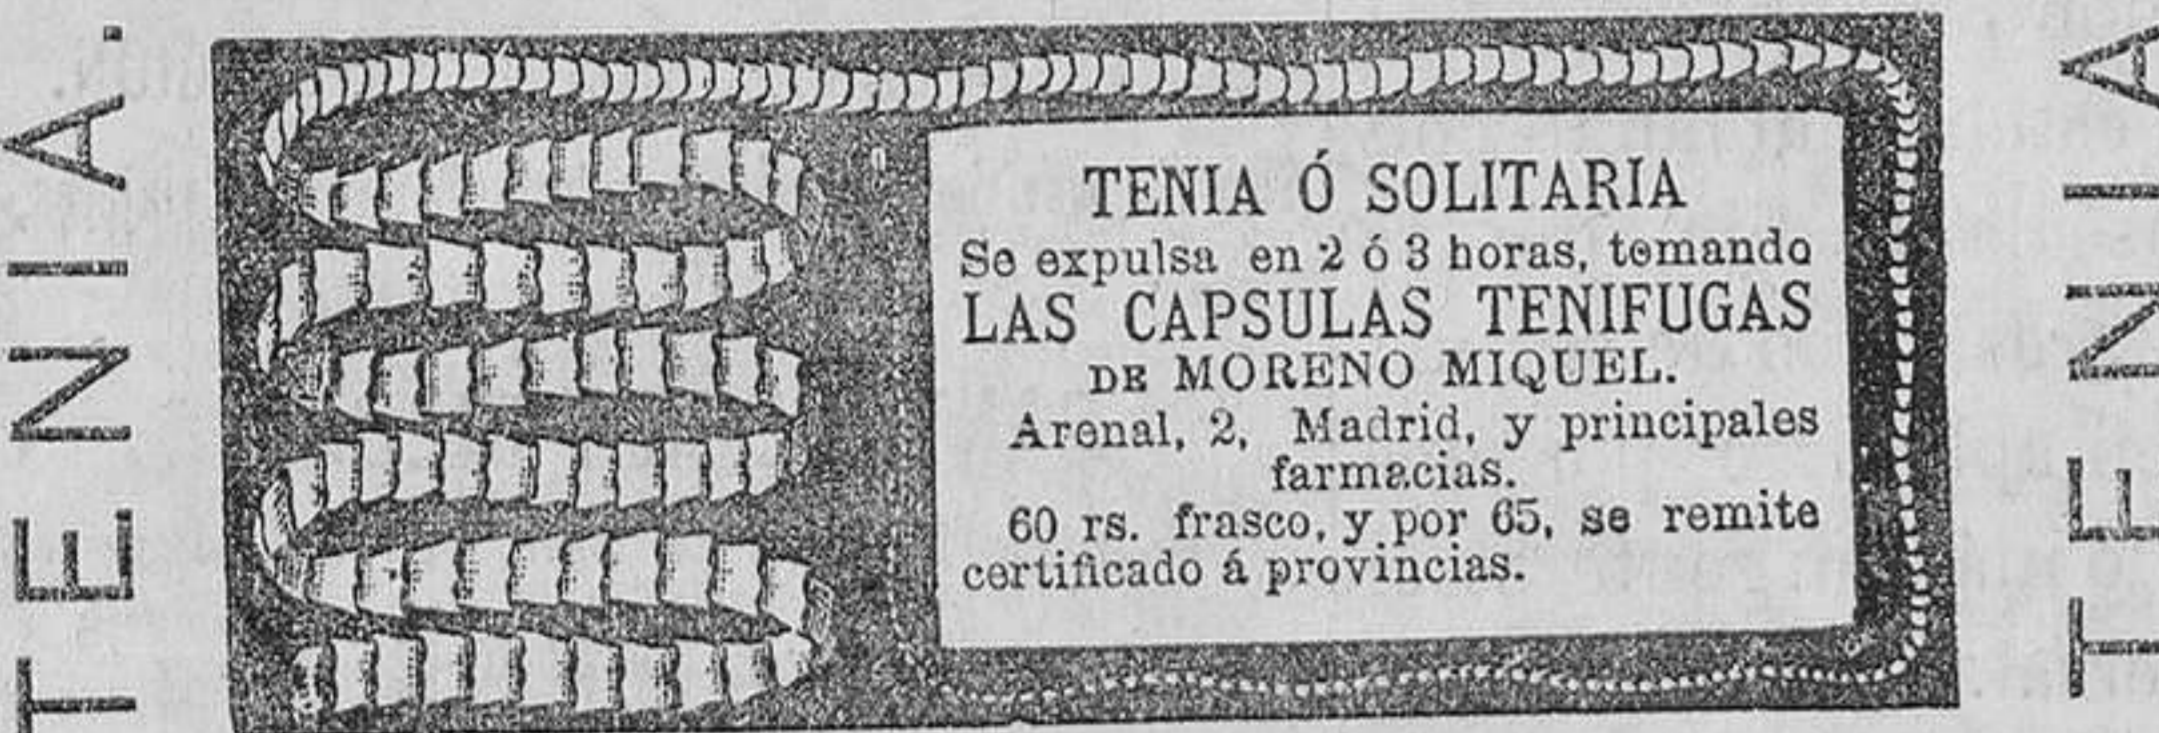 TENIA.
TENIA Ó SOLITARIA
Se expulsa en 2 ó 3 horas, tomando
LAS CAPSULAS TENIFUGAS
DE MORENO MIQUEL.
Arenal, 2, Madrid, y principales
farmacias.
60 rs. frasco, y por 65, se remite
certificado á provincias.
TENIA